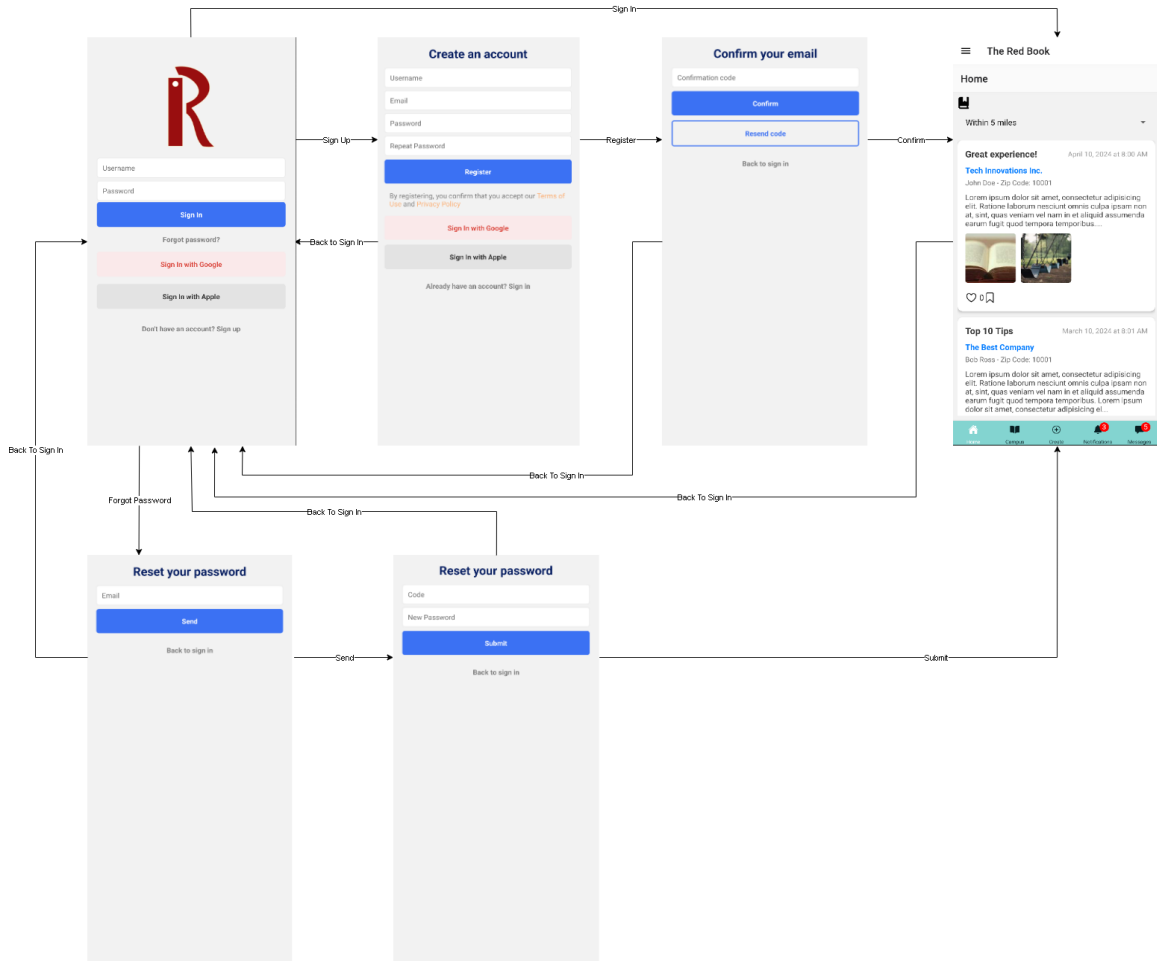 Sign In
R
Username
Password
Sign In
Forgot password?
Sign In with Google
Sign In with Apple
Don't have an account? Sign up
Sign Up
Back to Sign In
Create an account
Username
Email
Password
Repeat Password
Register
By registering, you confirm that you accept our Terms of
Use and Privacy Policy
Sign In with Google
Sign In with Apple
Already have an account? Sign in
Register
Confirm your email
Confirmation code
Confirm
Resend code
Back to sign in
Confirm
The Red Book
Home
Within 5 miles
Great experience!
April 10, 2024 at 8:00 AM
Tech Innovations Inc.
John Doe - Zip Code: 10001
Lorem ipsum dolor sit amet, consectetur adipisicing
elit. Ratione laborum nesciunt omnis culpa ipsam non
at, sint, quas veniam vel nam in et aliquid assumenda
earum fugit quod tempora temporibus....
0
Top 10 Tips
March 10, 2024 at 8:01 AM
The Best Company
Bob Ross - Zip Code: 10001
Lorem ipsum dolor sit amet, consectetur adipisicing
elit. Ratione laborum nesciunt omnis culpa ipsam non
at, sint, quas veniam vel nam in et aliquid assumenda
earum fugit quod tempora temporibus. Lorem ipsum
dolor sit amet, consectetur adipisicing el...
3
5
Home
Campus
Create
Notifications
Messages
Back To Sign In
Back To Sign In
Back To Sign In
Forgot Password
Back To Sign In
Reset your password
Email
Send
Back to sign in
Send
Reset your password
Code
New Password
Submit
Back to sign in
Submit